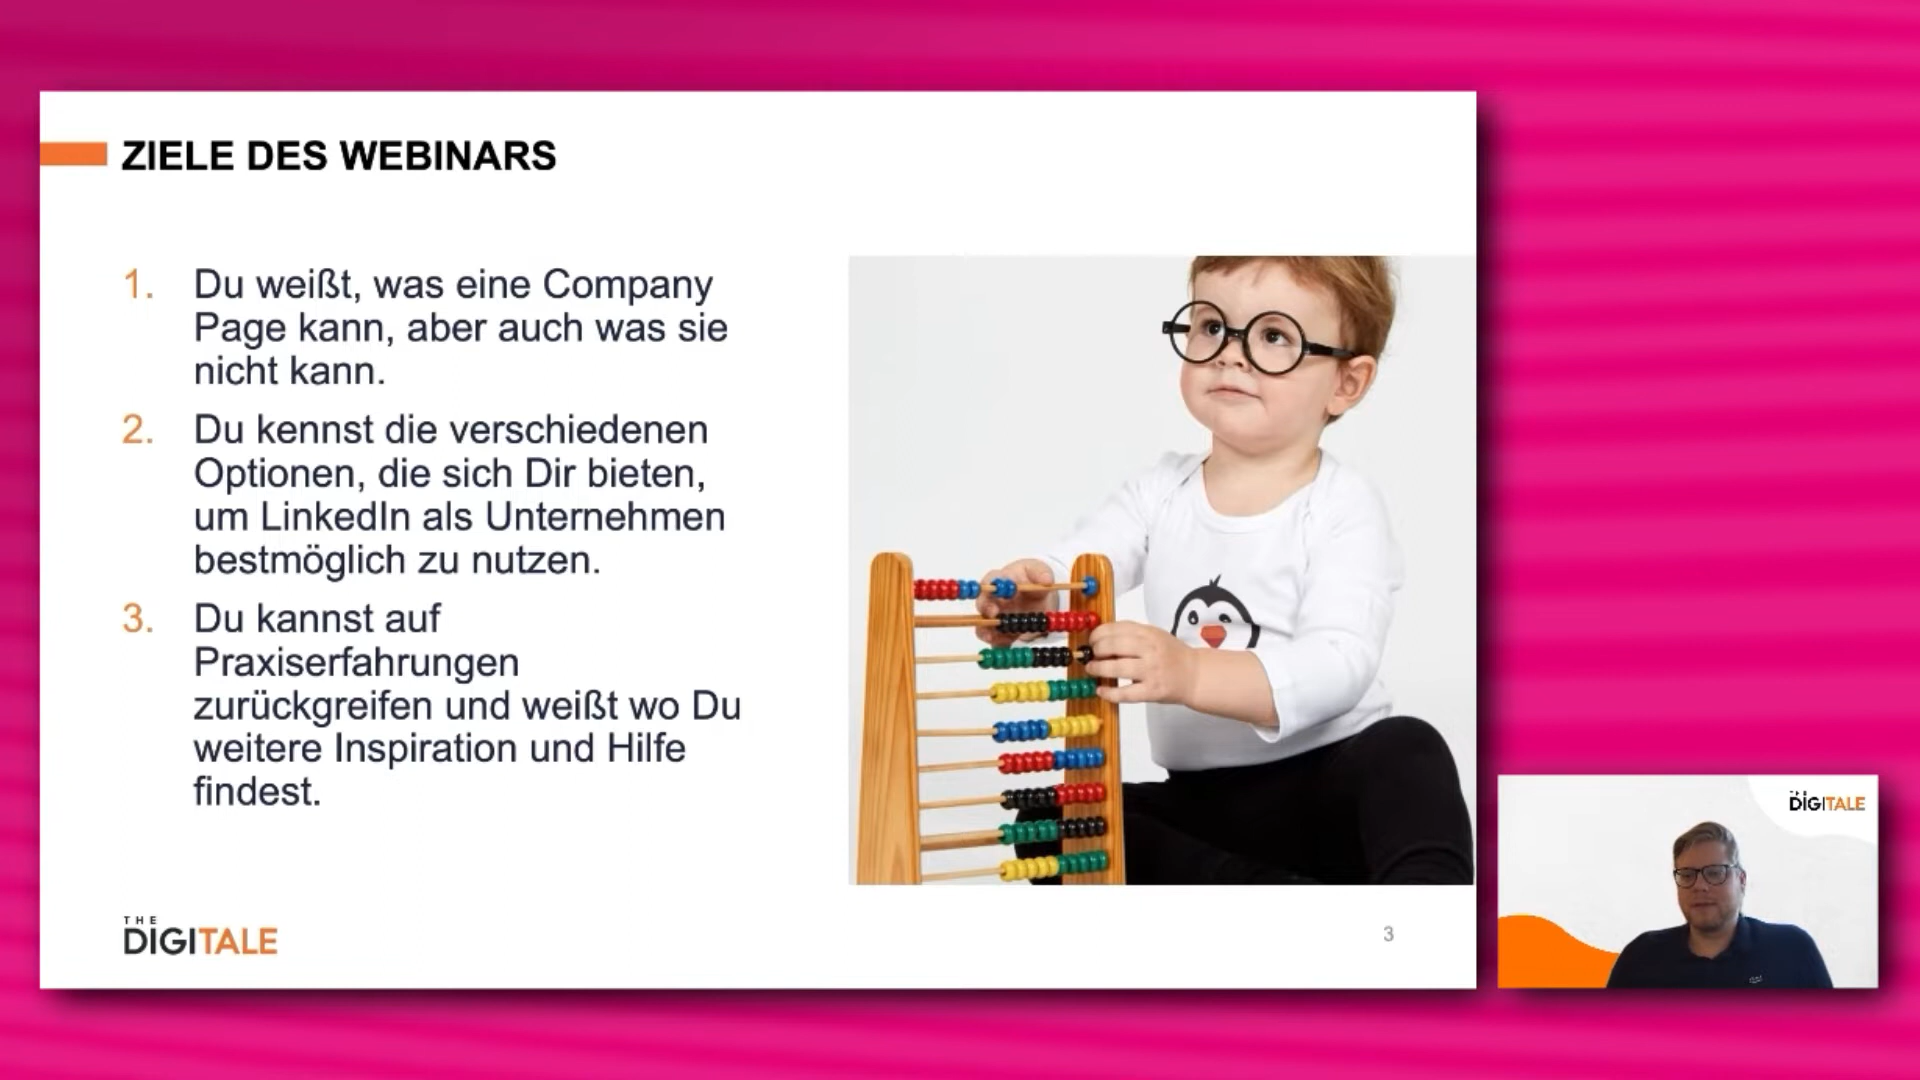 ZIELE DES WEBINARS
1. Du weißt, was eine Company
Page kann, aber auch was sie
nicht kann.
2. Du kennst die verschiedenen
Optionen, die sich Dir bieten,
um LinkedIn als Unternehmen
bestmöglich zu nutzen.
3. Du kannst auf
Praxiserfahrungen
zurückgreifen und weißt wo Du
weitere Inspiration und Hilfe
findest.
THE
DIGITALE
3
DIGITALE